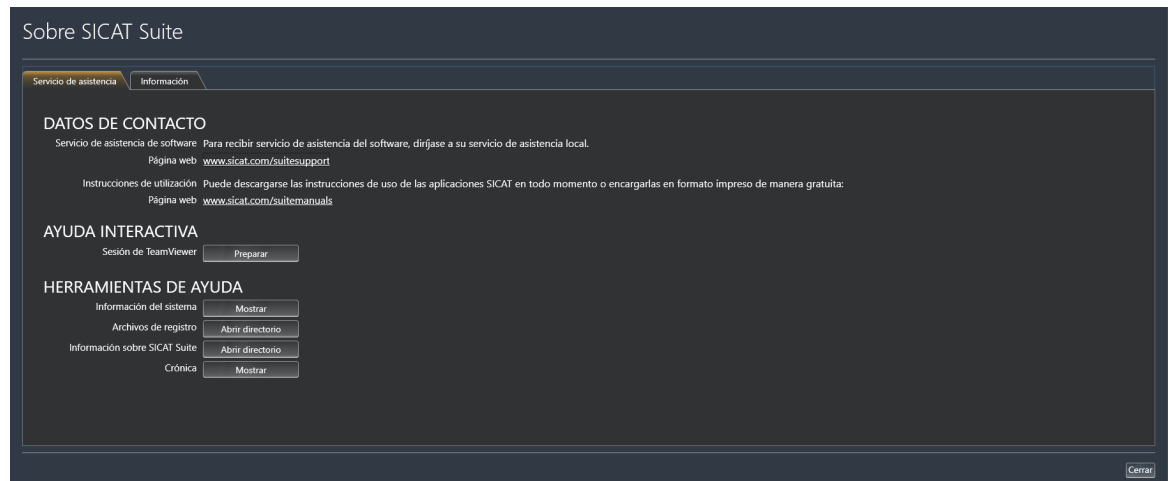 Sobre SICAT Suite
Servicio de asistencia
Información
DATOS DE CONTACTO
Servicio de asistencia de software Para recibir servicio de asistencia del software, diríjase a su servicio de asistencia local.
Página web www.sicat.com/suitesupport
Instrucciones de utilización Puede descargarse las instrucciones de uso de las aplicaciones SICAT en todo momento o encargarlas en formato impreso de manera gratuita:
Página web www.sicat.com/suitemanuals
AYUDA INTERACTIVA
Sesión de TeamViewer Preparar
HERRAMIENTAS DE AYUDA
Información del sistema Mostrar
Archivos de registro Abrir directorio
Información sobre SICAT Suite Abrir directorio
Crónica Mostrar
Cerrar